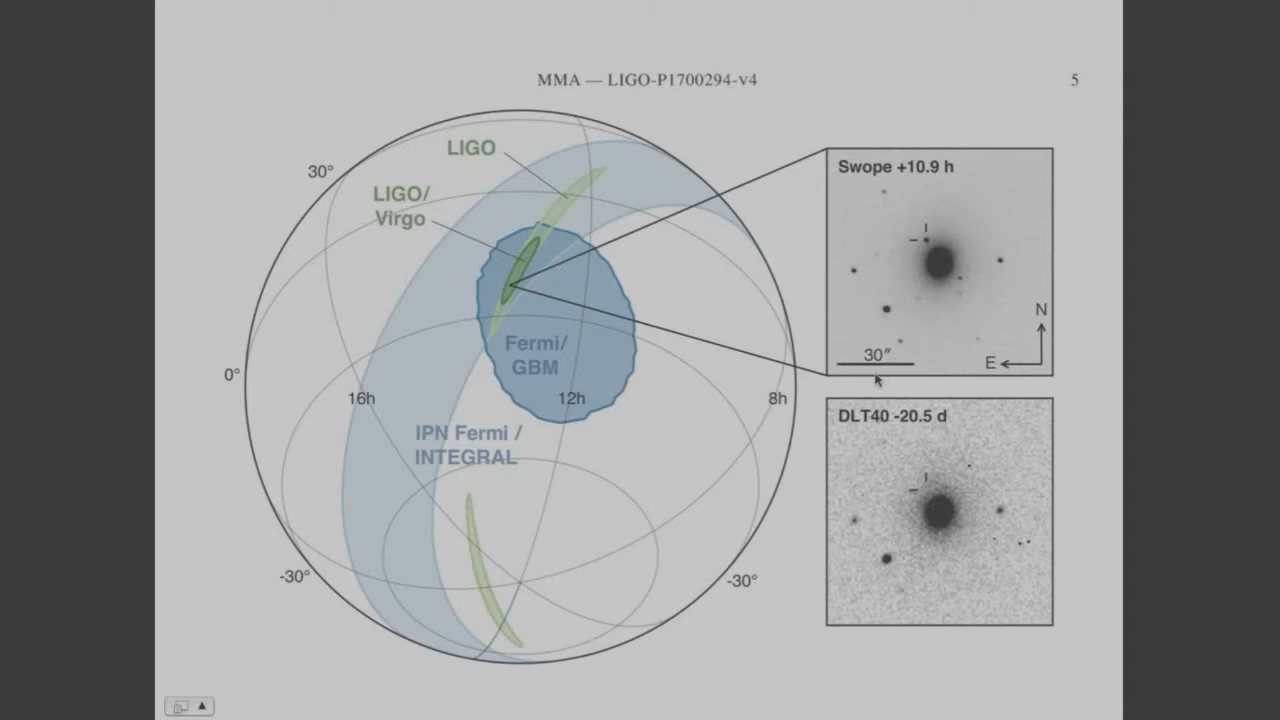 MMA — LIGO-P1700294-v4
5
LIGO
30°
LIGO/
Virgo
Swope +10.9 h
N
30″
E
Fermi/
GBM
0°
16h
12h
8h
DLT40 -20.5 d
IPN Fermi /
INTEGRAL
-30°
-30°